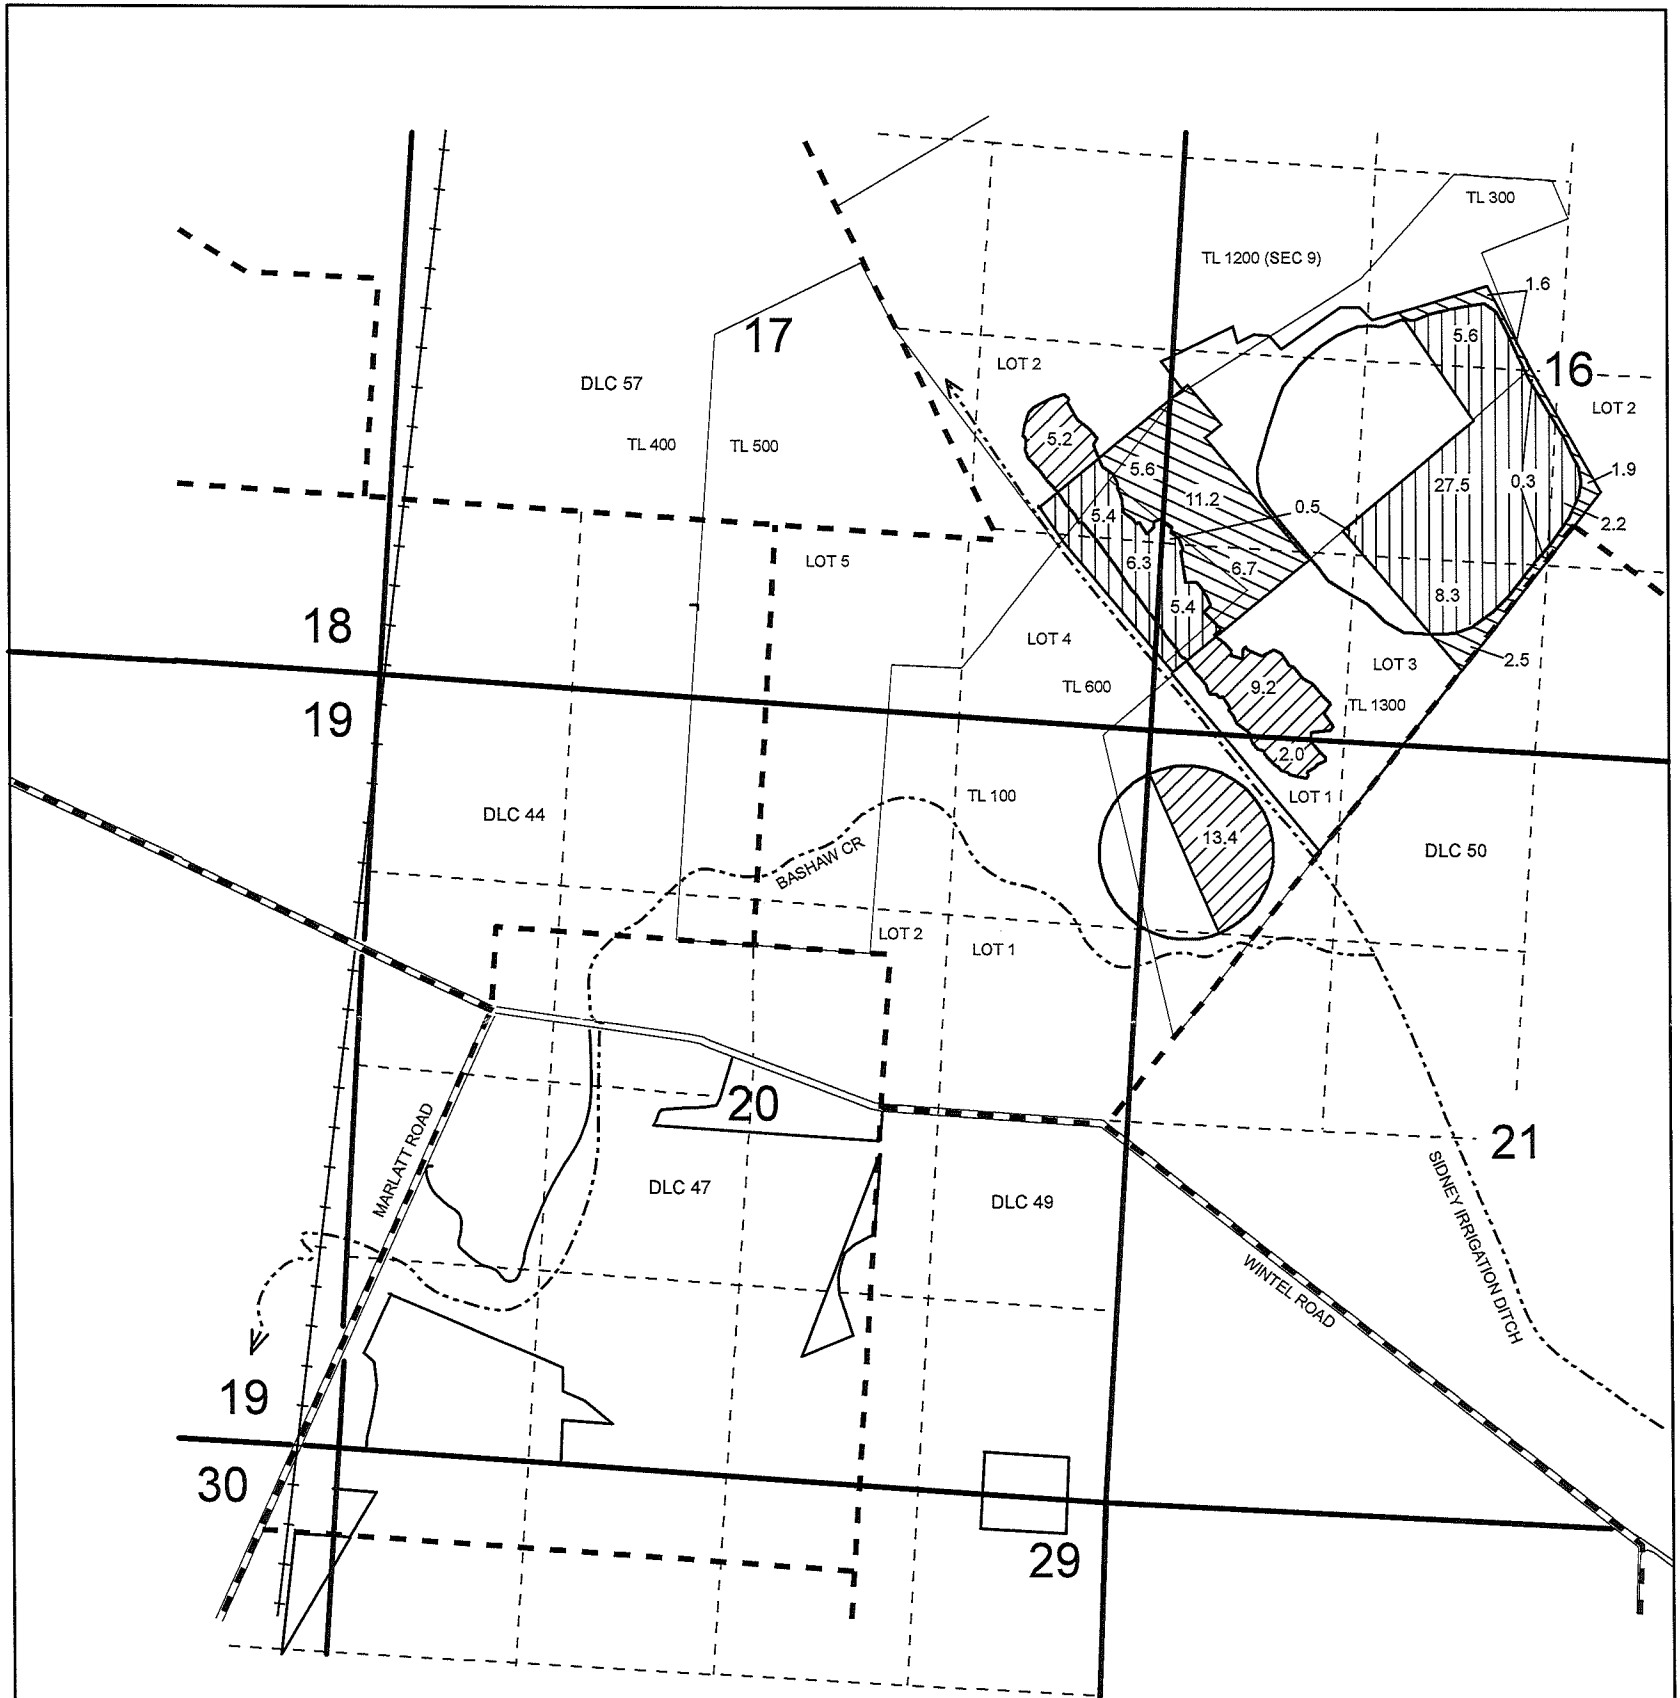 TL 300
TL 1200 (SEC 9)
1.6
17
5.6
16
LOT 2
DLC 57
LOT 2
TL 400
TL 500
5.2
5.6
1.9
27.5
0.3
11.2
0.5
5.4
2.2
LOT 5
6.3
6.7
8.3
5.4
18
LOT 4
2.5
LOT 3
9.2
TL 600
TL 1300
19
2.0
TL 100
LOT 1
DLC 44
13.4
DLC 50
BASHAW CR
LOT 2
LOT 1
20
21
MARLATT ROAD
DLC 47
DLC 49
SIDNEY IRRIGATION DITCH
WINTEL ROAD
19
30
29